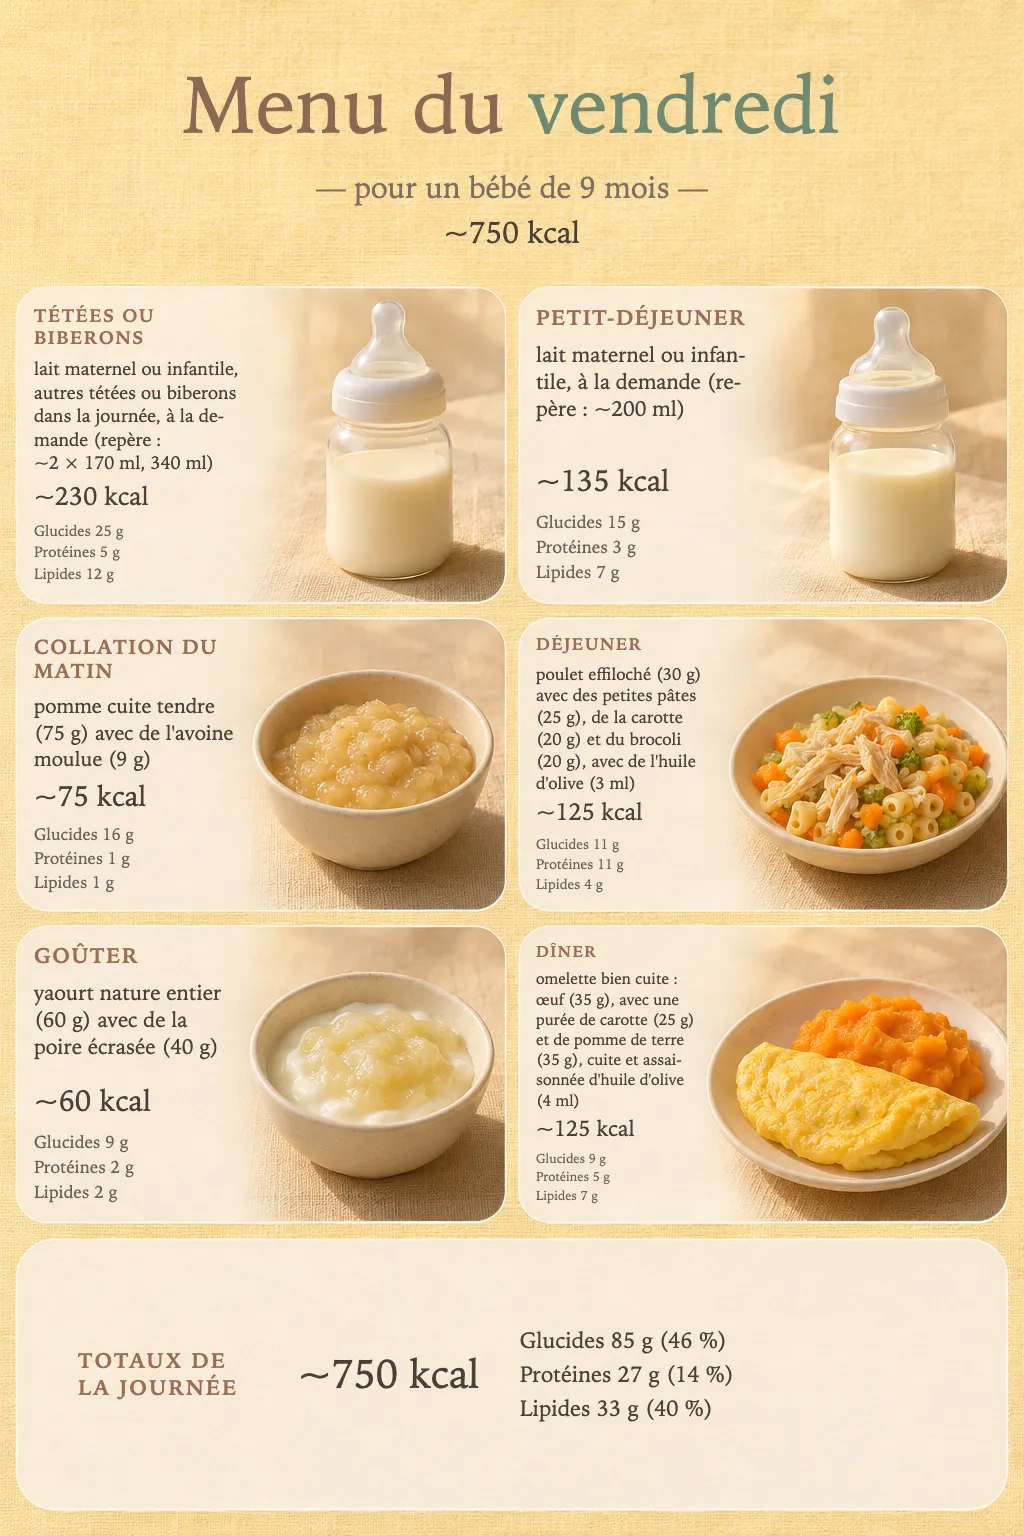 Menu du vendredi
— pour un bébé de 9 mois —
~750 kcal
TÉTÉES OU
BIBERONS
lait maternel ou infantile,
autres tétées ou biberons
dans la journée, à la de-
mande (repère :
~2 × 170 ml, 340 ml)
~230 kcal
Glucides 25 g
Protéines 5 g
Lipides 12 g
PETIT-DÉJEUNER
lait maternel ou infan-
tile, à la demande (re-
père : ~200 ml)
~135 kcal
Glucides 15 g
Protéines 3 g
Lipides 7 g
COLLATION DU
MATIN
pomme cuite tendre
(75 g) avec de l'avoine
moulue (9 g)
~75 kcal
Glucides 16 g
Protéines 1 g
Lipides 1 g
DÉJEUNER
poulet effiloché (30 g)
avec des petites pâtes
(25 g), de la carotte
(20 g) et du brocoli
(20 g), avec de l'huile
d'olive (3 ml)
~125 kcal
Glucides 11 g
Protéines 11 g
Lipides 4 g
GOÛTER
yaourt nature entier
(60 g) avec de la
poire écrasée (40 g)
~60 kcal
Glucides 9 g
Protéines 2 g
Lipides 2 g
DÎNER
omelette bien cuite :
œuf (35 g), avec une
purée de carotte (25 g)
et de pomme de terre
(35 g), cuite et assai-
sonnée d'huile d'olive
(4 ml)
~125 kcal
Glucides 9 g
Protéines 5 g
Lipides 7 g
TOTAUX DE
LA JOURNÉE
~750 kcal
Glucides 85 g (46 %)
Protéines 27 g (14 %)
Lipides 33 g (40 %)